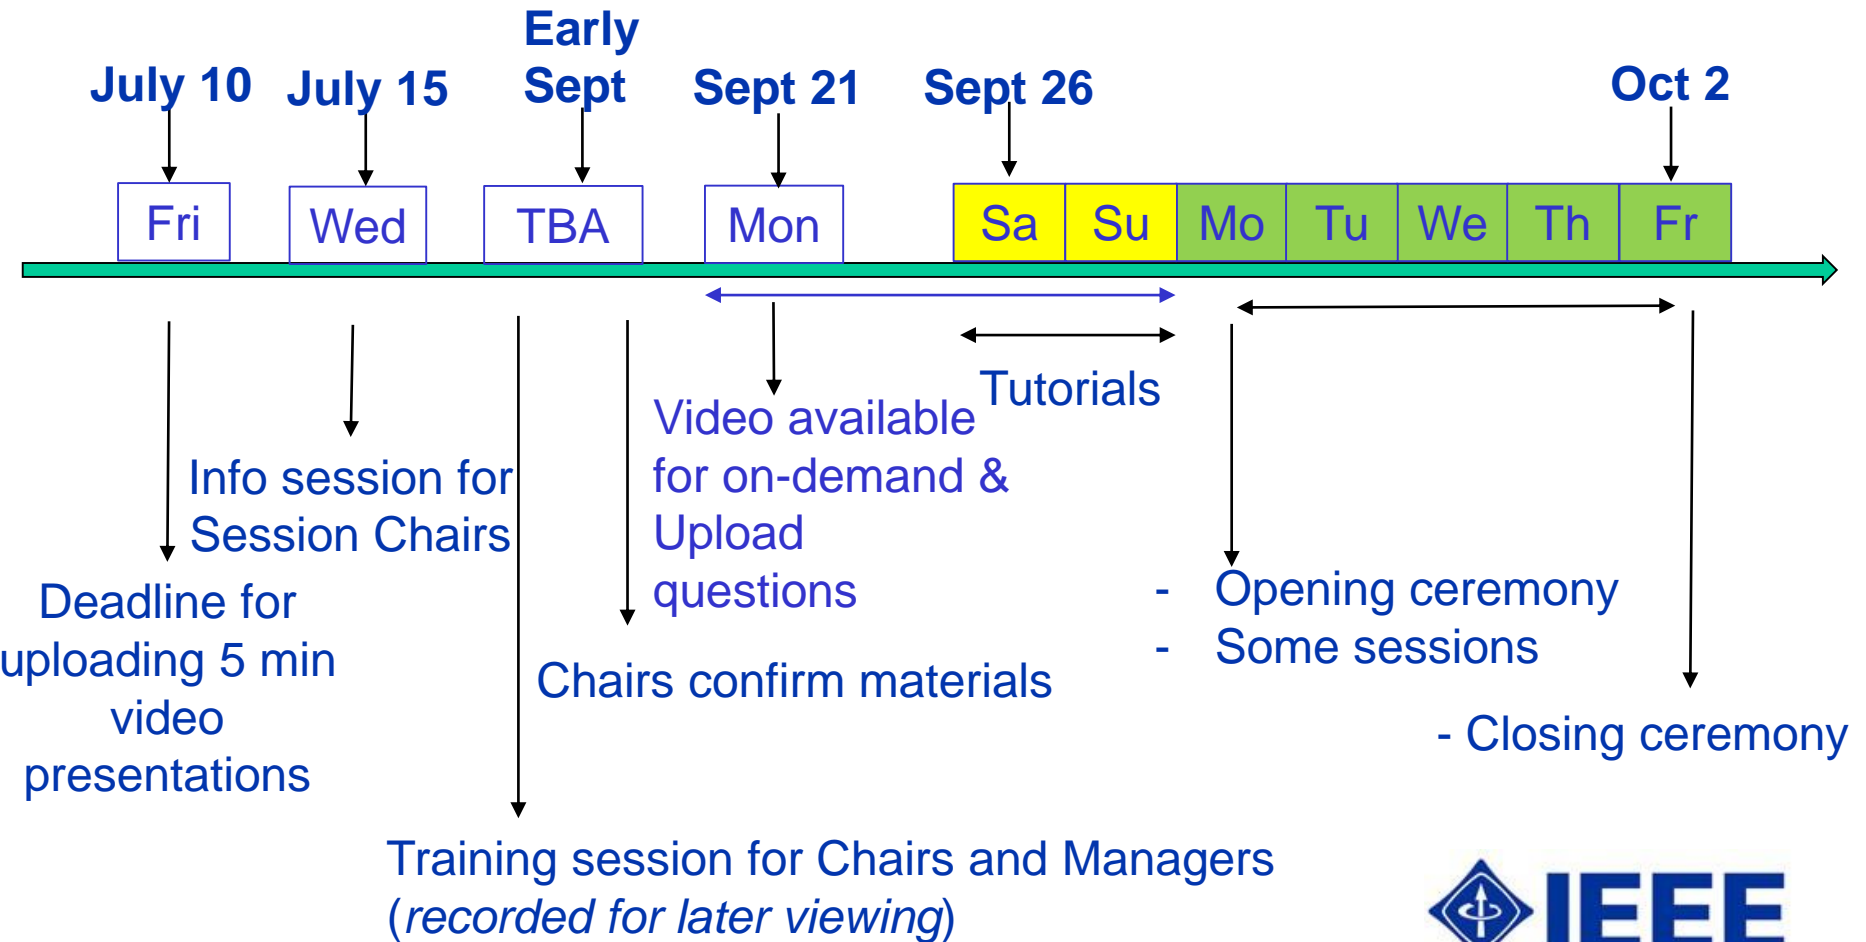 July 10
July 15
Early
Sept
Sept 21
Sept 26
Oct 2
Fri
Wed
TBA
Mon
Sa
Su
Mo
Tu
We
Th
Fr
Tutorials
Video available
for on-demand &
Upload
questions
Info session for
Session Chairs
Deadline for
uploading 5 min
video
presentations
Chairs confirm materials
- Opening ceremony
- Some sessions
- Closing ceremony
Training session for Chairs and Managers
(recorded for later viewing)
IEEE